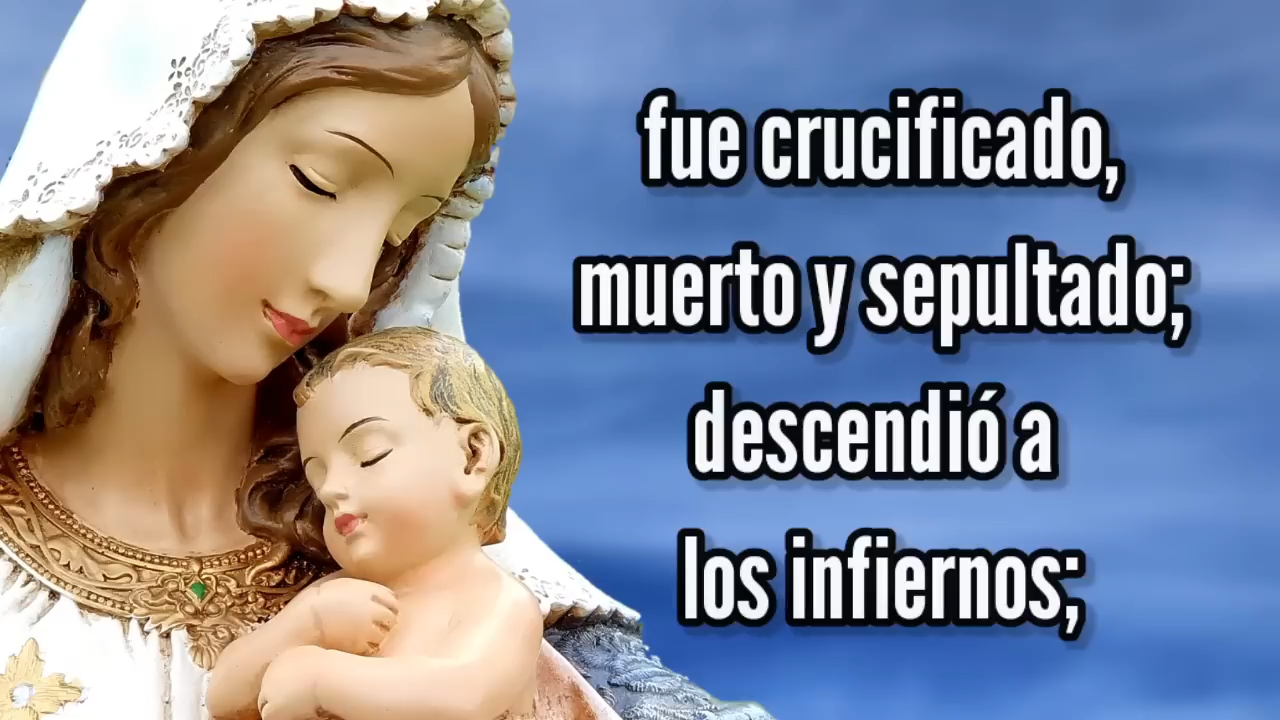 fue crucificado,
muerto y sepultado;
descendió a
los infiernos;